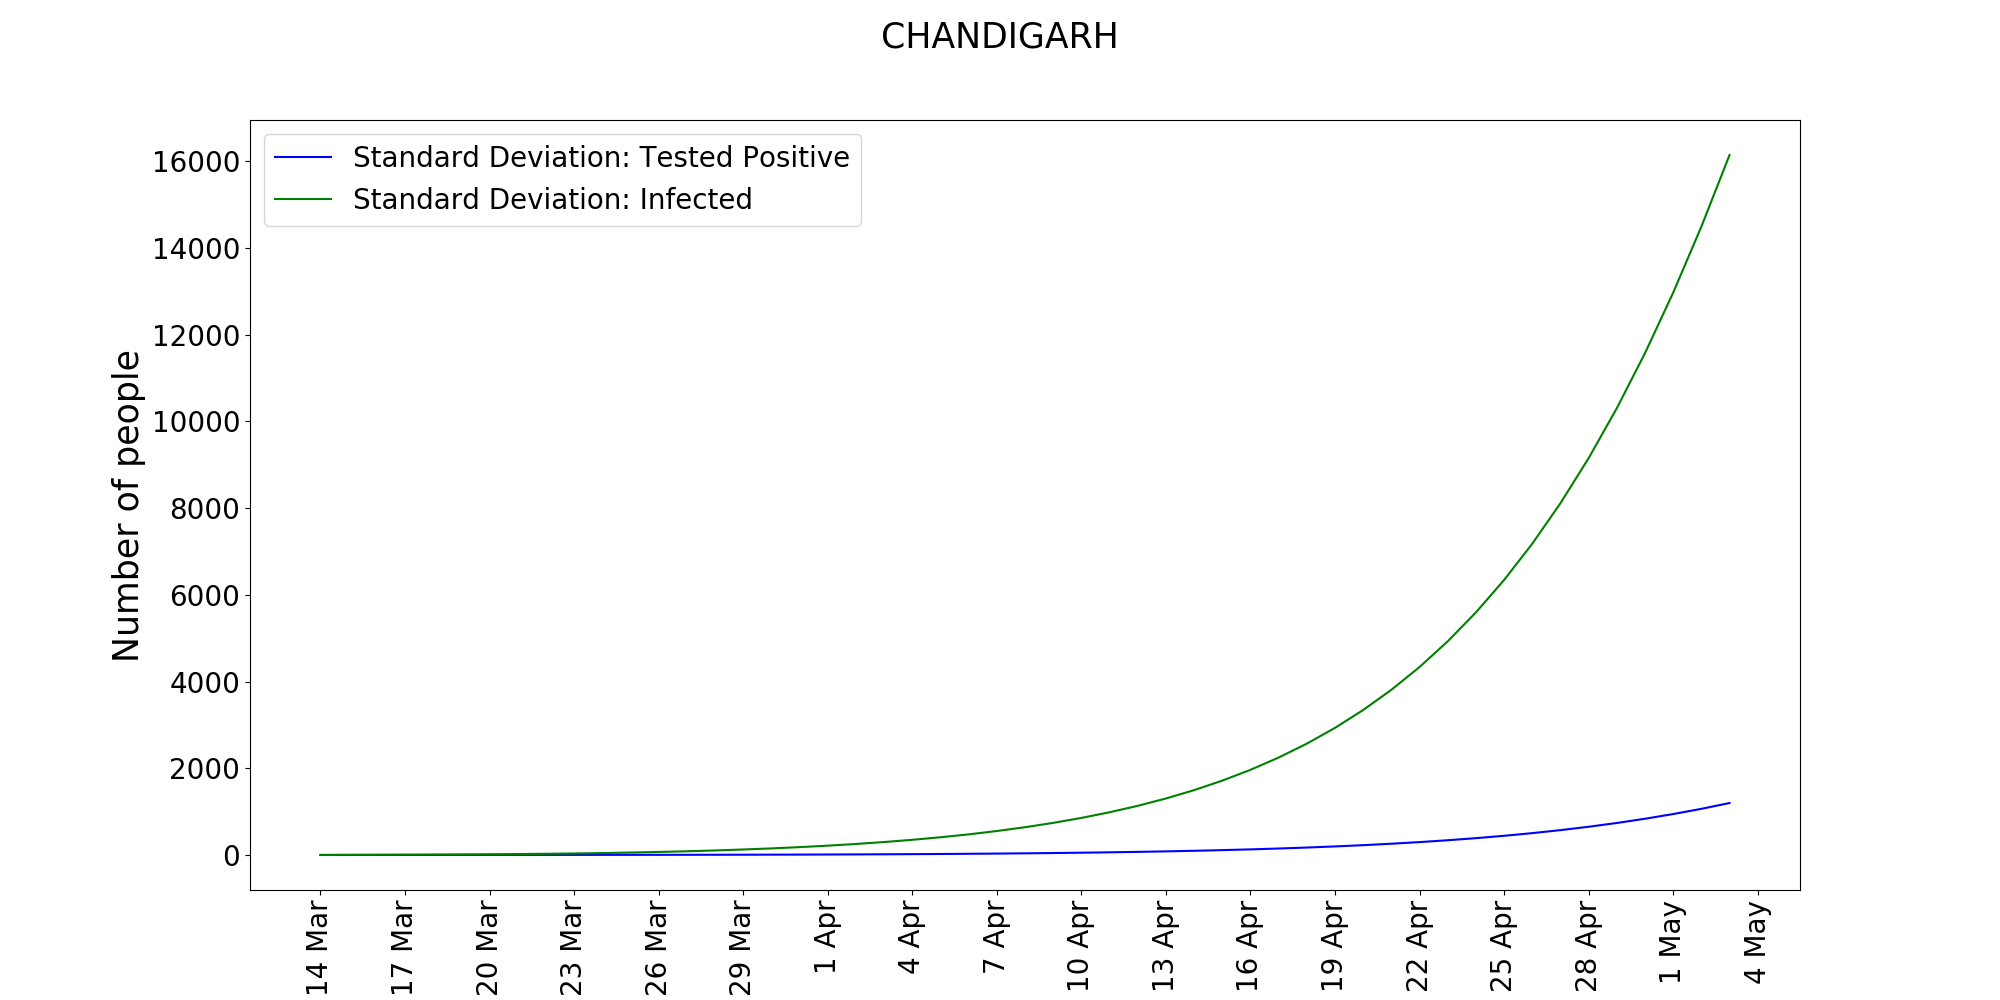 CHANDIGARH
Standard Deviation: Tested Positive
Standard Deviation: Infected
Number of people
16000
14000
12000
10000
8000
6000
4000
2000
0
14 Mar
17 Mar
20 Mar
23 Mar
26 Mar
29 Mar
1 Apr
4 Apr
7 Apr
10 Apr
13 Apr
16 Apr
19 Apr
22 Apr
25 Apr
28 Apr
1 May
4 May